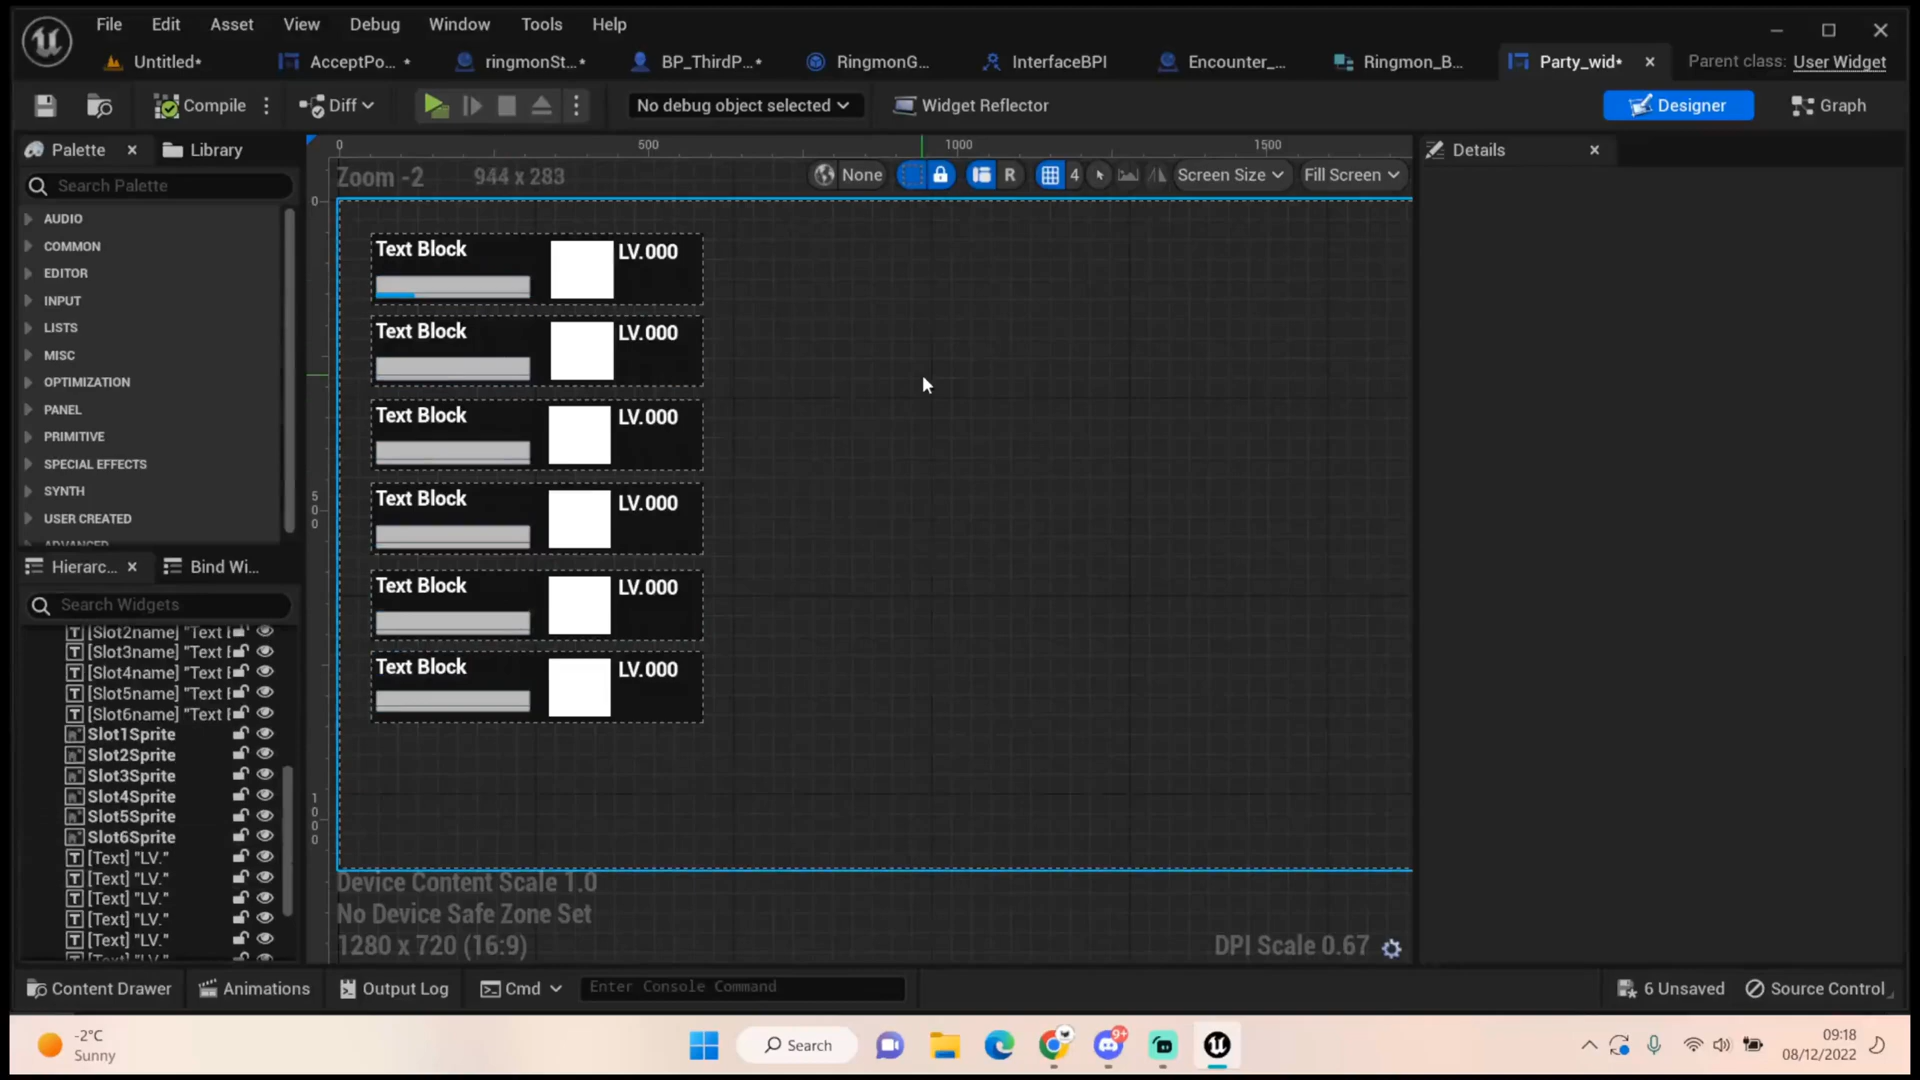 File Edit Asset View Debug Window Tools Help
Untitled* AcceptPo... * ringmonSt...* BP_ThirdP...* RingmonG... InterfaceBPI Encounter_... Ringmon_B... Party_wid* Parent class: User Widget
Compile Diff No debug object selected Widget Reflector Designer Graph
Palette Library
Search Palette
AUDIO
COMMON
EDITOR
INPUT
LISTS
MISC
OPTIMIZATION
PANEL
PRIMITIVE
SPECIAL EFFECTS
SYNTH
USER CREATED
ADVANCED
Hierarc... Bind Wi...
Search Widgets
[Slot2name] "Text B
[Slot3name] "Text B
[Slot4name] "Text B
[Slot5name] "Text B
[Slot6name] "Text B
Slot1Sprite
Slot2Sprite
Slot3Sprite
Slot4Sprite
Slot5Sprite
Slot6Sprite
[Text] "LV."
[Text] "LV."
[Text] "LV."
[Text] "LV."
[Text] "LV."
[Text] "LV."
0 500 1000 1500
Zoom -2 944 x 283 None R 4 Screen Size Fill Screen
0
500
1000
Text Block LV.000
Text Block LV.000
Text Block LV.000
Text Block LV.000
Text Block LV.000
Text Block LV.000
Device Content Scale 1.0
No Device Safe Zone Set
1280 x 720 (16:9) DPI Scale 0.67
Details
Content Drawer Animations Output Log Cmd Enter Console Command 6 Unsaved Source Control
-2°C
Sunny
Search
9+
09:18
08/12/2022